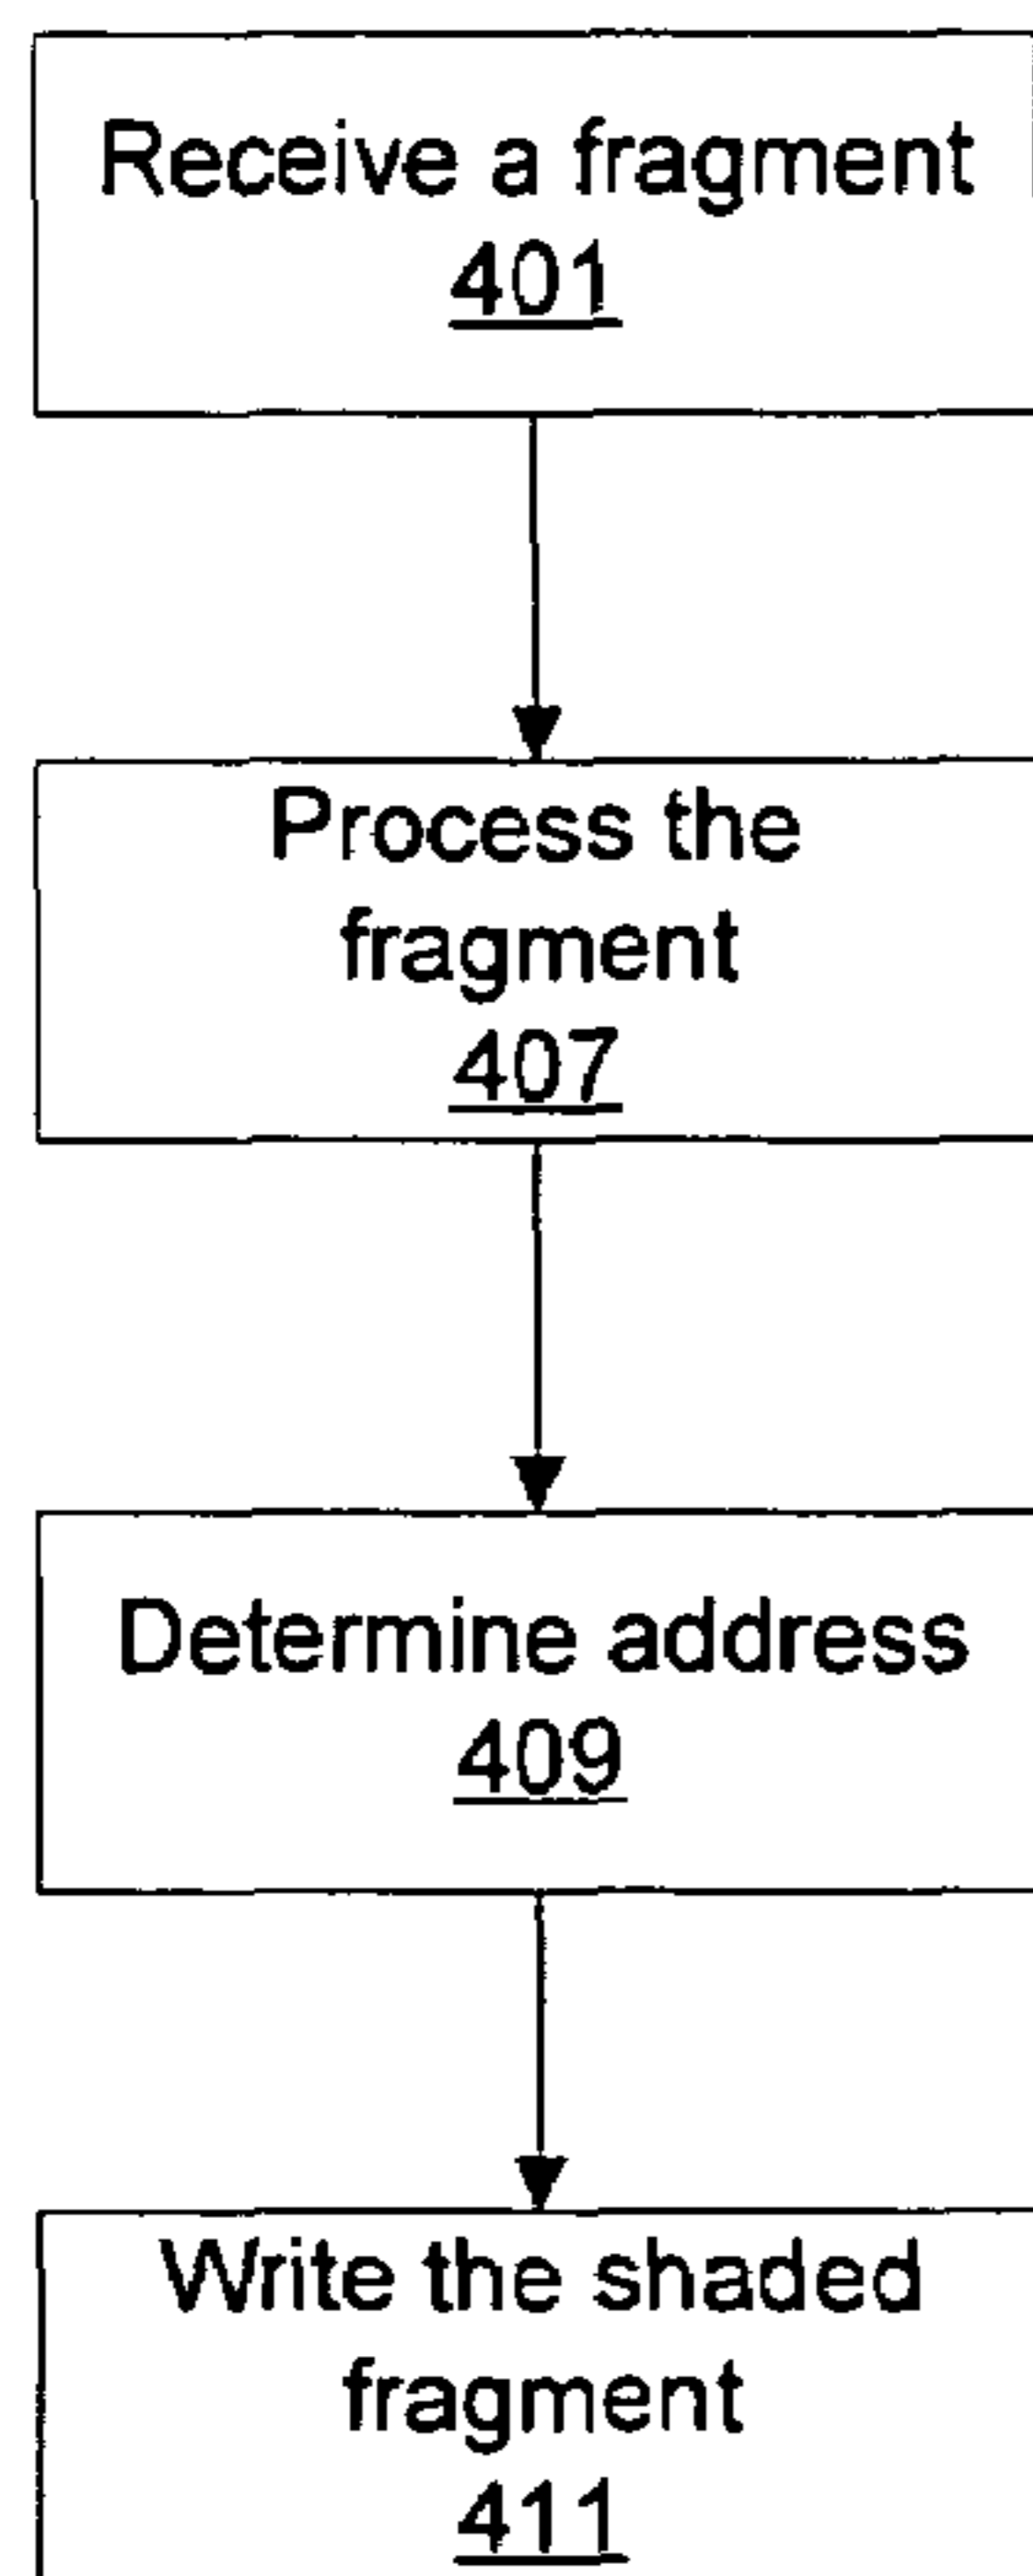 Receive a fragment
401
Process the
fragment
407
Determine address
409
Write the shaded
fragment
411